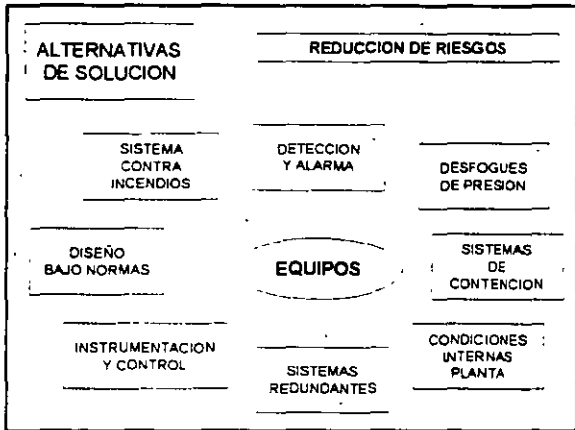 ALTERNATIVAS
DE SOLUCION
REDUCCION DE RIESGOS
SISTEMA
CONTRA
INCENDIOS
DETECCION
Y ALARMA
DESFOGUES
DE PRESION
DISEÑO
BAJO NORMAS
EQUIPOS
SISTEMAS
DE
CONTENCION
INSTRUMENTACION
Y CONTROL
SISTEMAS
REDUNDANTES
CONDICIONES
INTERNAS
PLANTA